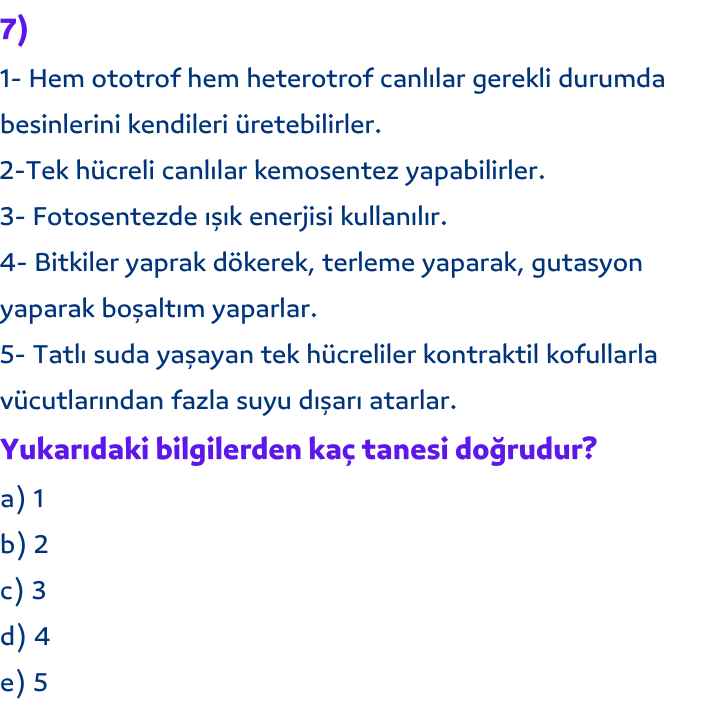 7)
1- Hem ototrof hem heterotrof canlılar gerekli durumda
besinlerini kendileri üretebilirler.
2-Tek hücreli canlılar kemosentez yapabilirler.
3- Fotosentezde ışık enerjisi kullanılır.
4- Bitkiler yaprak dökerek, terleme yaparak, gutasyon
yaparak boşaltım yaparlar.
5- Tatlı suda yaşayan tek hücreliler kontraktil kofullarla
vücutlarından fazla suyu dışarı atarlar.
Yukarıdaki bilgilerden kaç tanesi doğrudur?
a) 1
b) 2
c) 3
d) 4
e) 5